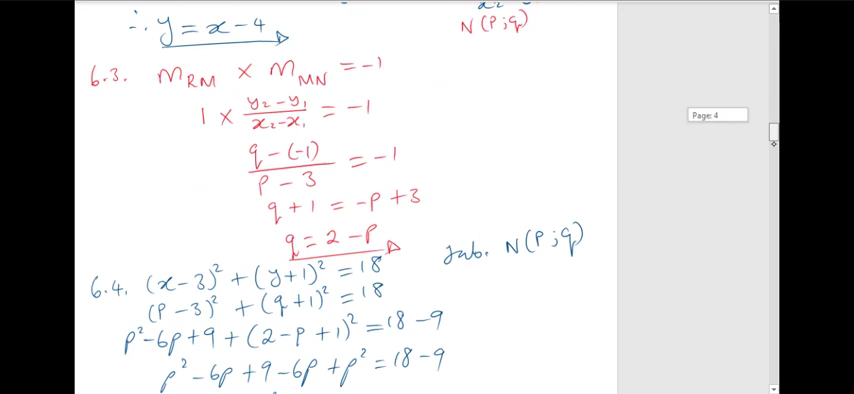 ∴ y = x - 4
N(P;q)
6.3. m_RM × m_MN = -1
1 × (y₂ - y₁)/(x₂ - x₁) = -1
(q - (-1))/(P - 3) = -1
q + 1 = -P + 3
q = 2 - P
6.4. (x - 3)² + (y + 1)² = 18 sub. N(P;q)
(P - 3)² + (q + 1)² = 18
P² - 6P + 9 + (2 - P + 1)² = 18 - 9
P² - 6P + 9 - 6P + P² = 18 - 9
Page: 4